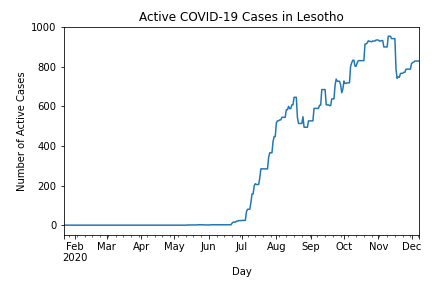 Active COVID-19 Cases in Lesotho
Number of Active Cases
1000
800
600
400
200
0
Feb Mar Apr May Jun Jul Aug Sep Oct Nov Dec
2020
Day